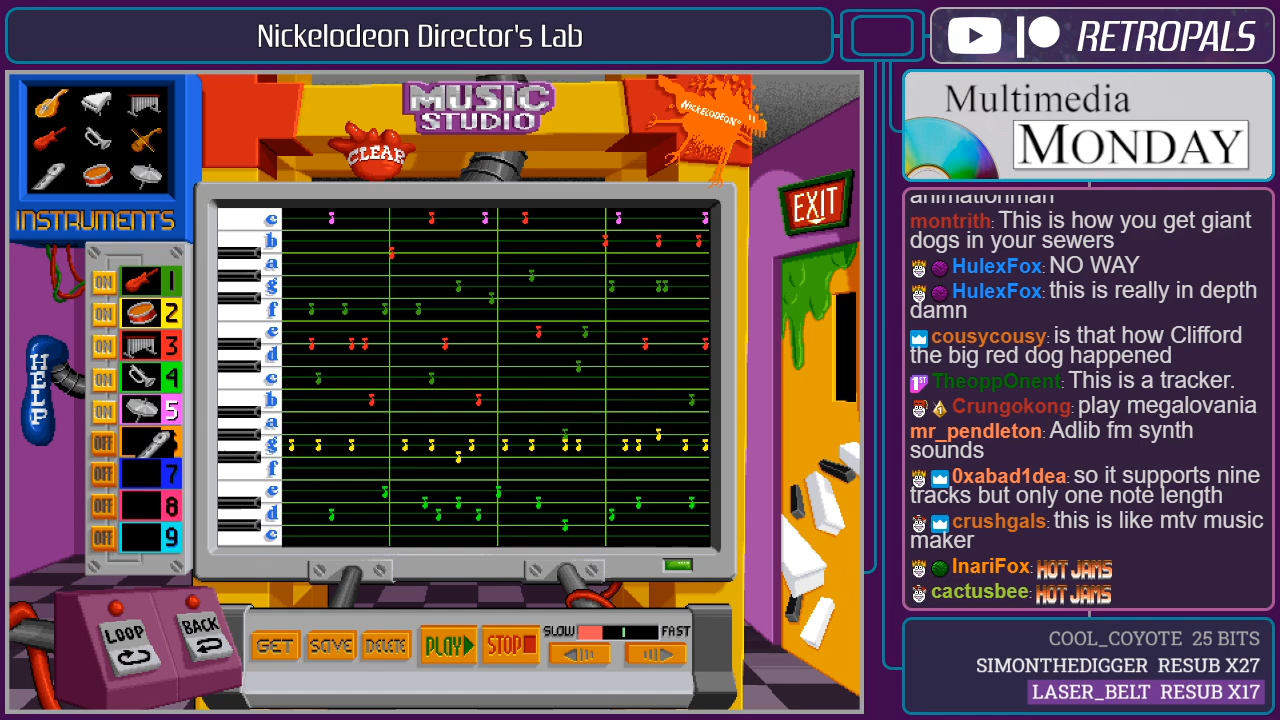 Nickelodeon Director's Lab
RETROPALS
Multimedia
MONDAY
MUSIC
STUDIO
NICKELODEON
CLEAR
EXIT
INSTRUMENTS
HELP
ON 1
ON 2
ON 3
ON 4
ON 5
OFF
OFF 7
OFF 8
OFF 9
c
b
a
g
f
e
d
c
b
a
g
f
e
d
c
LOOP
BACK
GET
SAVE
DELETE
PLAY
STOP
SLOW
FAST
animationman
montrith: This is how you get giant
dogs in your sewers
HulexFox: NO WAY
HulexFox: this is really in depth
damn
cousycousy: is that how Clifford
the big red dog happened
1ST TheoppOnent: This is a tracker.
Crungokong: play megalovania
mr_pendleton: Adlib fm synth
sounds
0xabad1dea: so it supports nine
tracks but only one note length
crushgals: this is like mtv music
maker
InariFox: HOT JAMS
cactusbee: HOT JAMS
COOL_COYOTE 25 BITS
SIMONTHEDIGGER RESUB X27
LASER_BELT RESUB X17